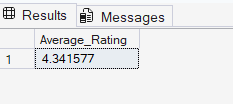 Results Messages
Average_Rating
1 4.341577